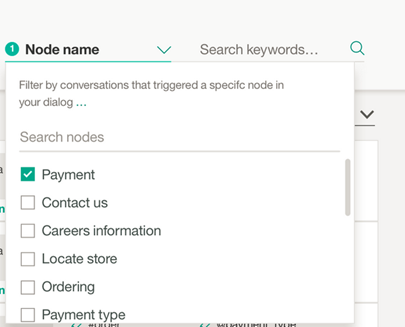 1 Node name
Search keywords...
Filter by conversations that triggered a specifc node in
your dialog ...
Search nodes
Payment
Contact us
Careers information
Locate store
Ordering
Payment type